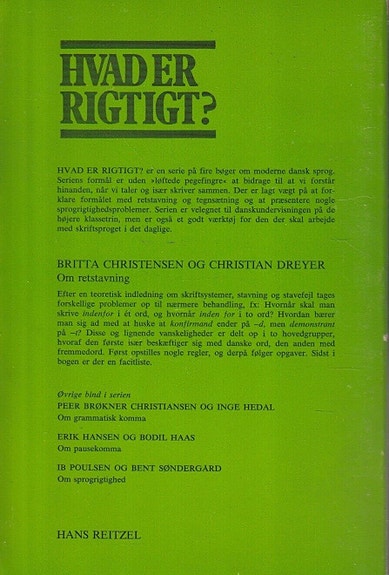 HVAD ER
RIGTIGT?
HVAD ER RIGTIGT? er en serie på fire bøger om moderne dansk sprog.
Seriens formål er uden »løftede pegefingre« at bidrage til at vi forstår
hinanden, når vi taler og især skriver sammen. Der er lagt vægt på at for-
klare formålet med retstavning og tegnsætning og at præsentere nogle
sprogrigtighedsproblemer. Serien er velegnet til danskundervisningen på de
højere klassetrin, men er også et godt værktøj for den der skal arbejde
med skriftsproget i det daglige.
BRITTA CHRISTENSEN OG CHRISTIAN DREYER
Om retstavning
Efter en teoretisk indledning om skriftsystemer, stavning og stavefejl tages
forskellige problemer op til nærmere behandling, fx: Hvornår skal man
skrive indenfor i ét ord, og hvornår inden for i to ord? Hvordan bærer
man sig ad med at huske at konfirmand ender på –d, men demonstrant
på –t? Disse og lignende vanskeligheder er delt op i to hovedgrupper,
hvoraf den første især beskæftiger sig med danske ord, den anden med
fremmedord. Først opstilles nogle regler, og derpå følger opgaver. Sidst i
bogen er der en facitliste.
Øvrige bind i serien
PEER BRØKNER CHRISTIANSEN OG INGE HEDAL
Om grammatisk komma
ERIK HANSEN OG BODIL HAAS
Om pausekomma
IB POULSEN OG BENT SØNDERGÅRD
Om sprogrigtighed
HANS REITZEL